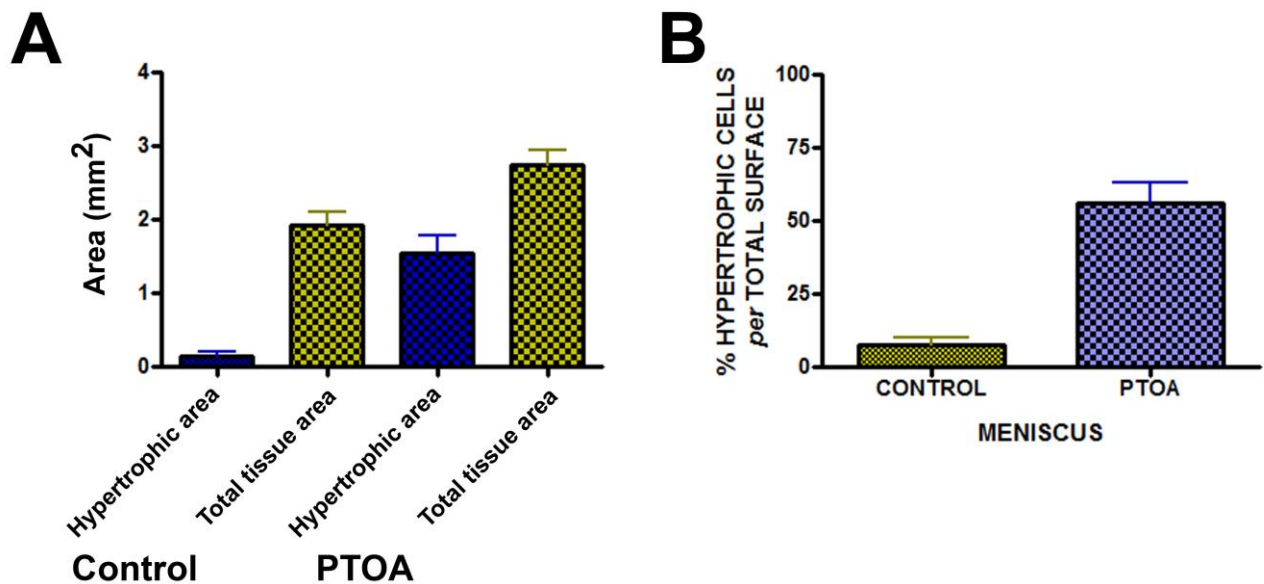 A
Area (mm²)
4
3
2
1
0
Hypertrophic area
Total tissue area
Hypertrophic area
Total tissue area
Control
PTOA
B
% HYPERTROPHIC CELLS
per TOTAL SURFACE
100
75
50
25
0
CONTROL
PTOA
MENISCUS